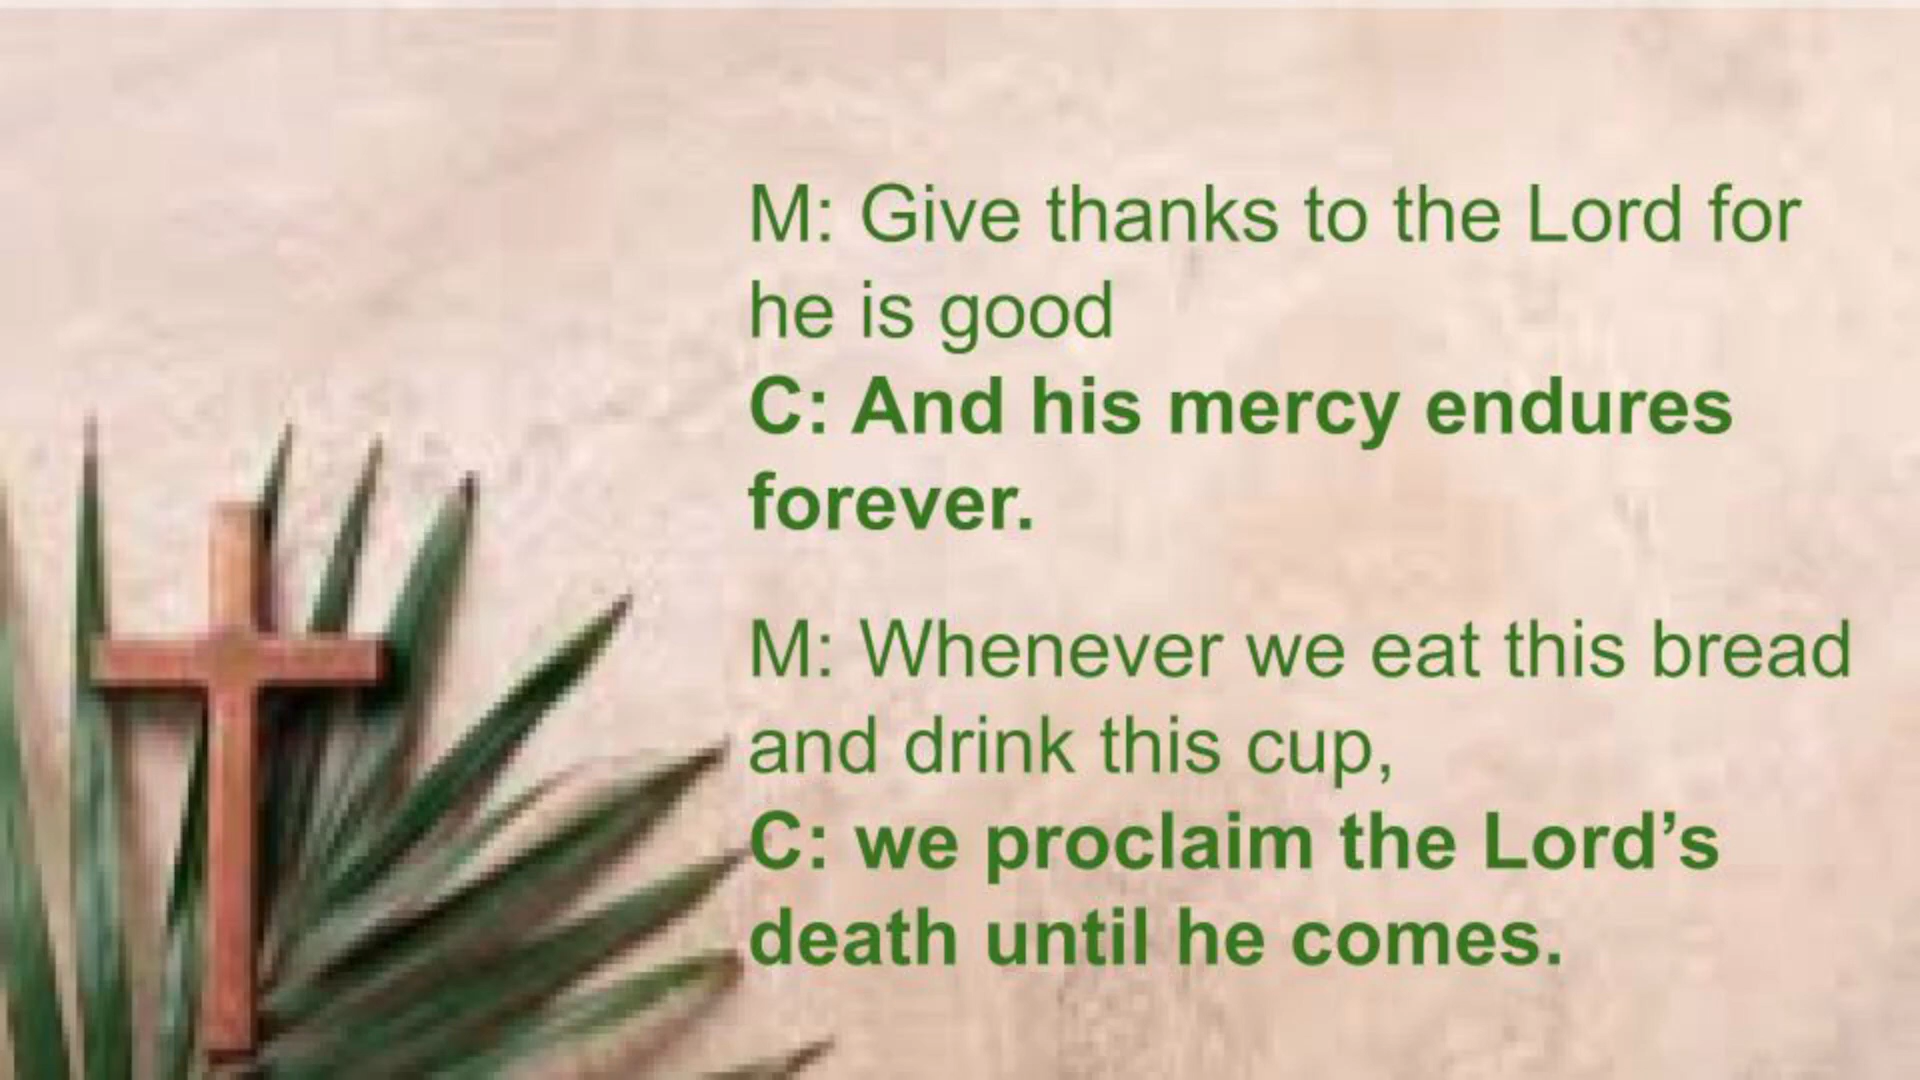 M: Give thanks to the Lord for
he is good
C: And his mercy endures
forever.
M: Whenever we eat this bread
and drink this cup,
C: we proclaim the Lord’s
death until he comes.